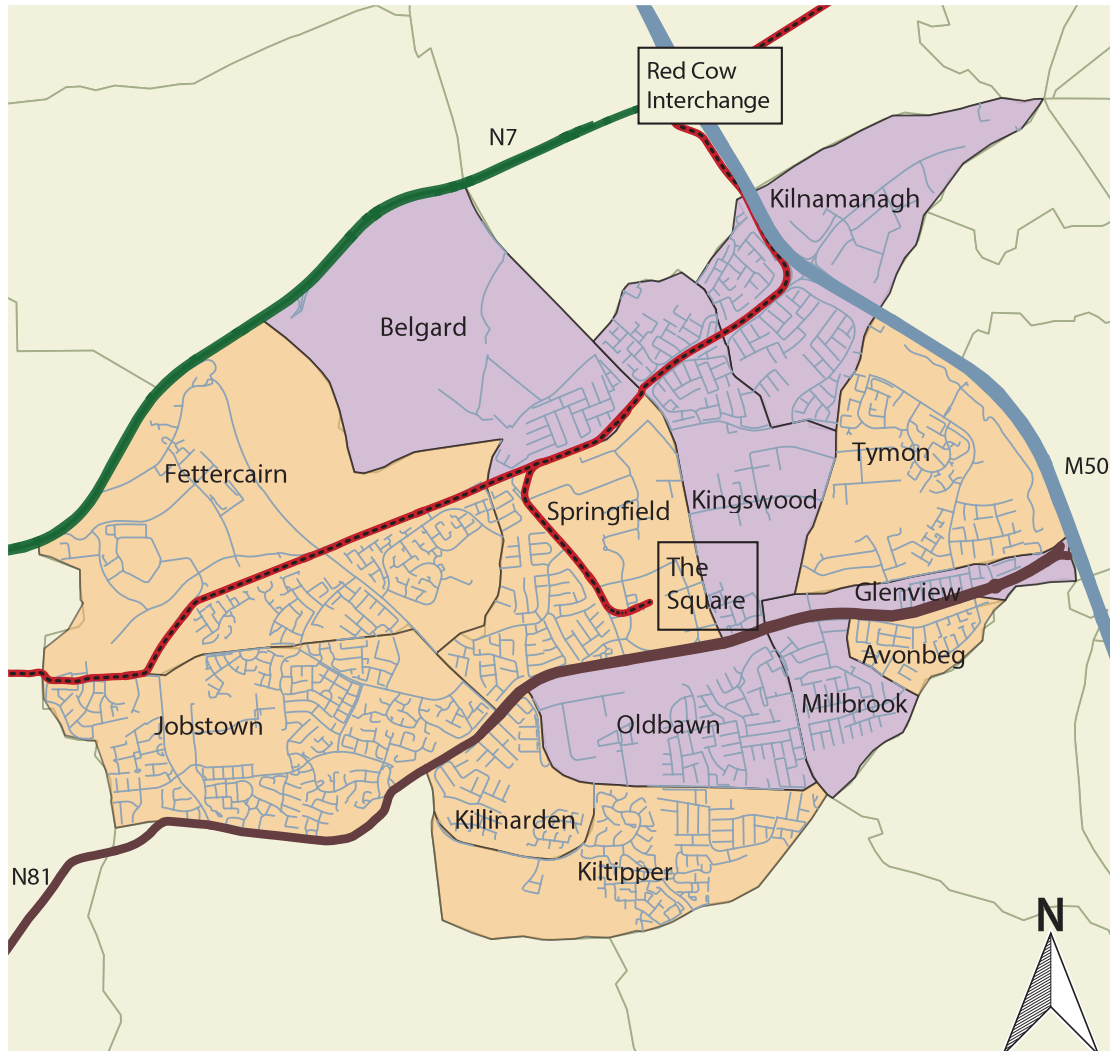 Red Cow
Interchange
N7
Kilnamanagh
Belgard
Tymon
M50
Fettercairn
Kingswood
Springfield
The
Square
Glenview
Avonbeg
Millbrook
Oldbawn
Jobstown
Killinarden
Kiltipper
N81
N